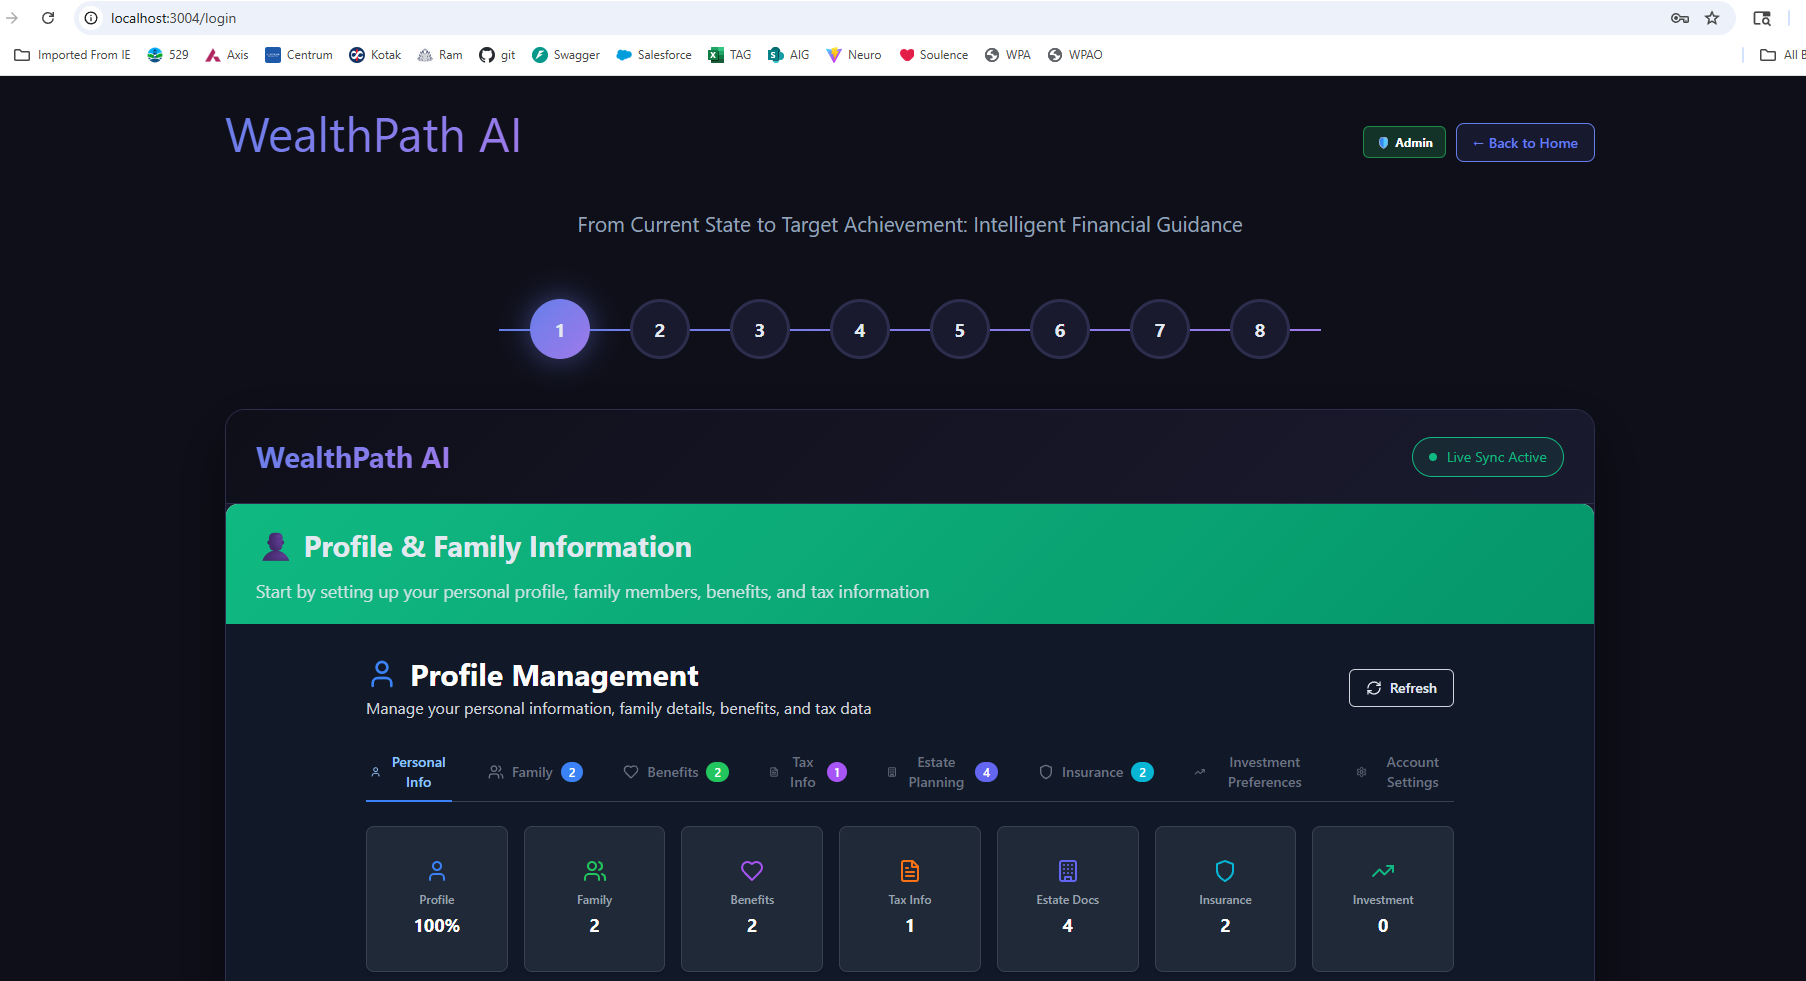 localhost:3004/login
Imported From IE 529 Axis Centrum Kotak Ram git Swagger Salesforce TAG AIG Neuro Soulence WPA WPAO All
WealthPath AI
Admin
← Back to Home
From Current State to Target Achievement: Intelligent Financial Guidance
1 2 3 4 5 6 7 8
WealthPath AI
Live Sync Active
Profile & Family Information
Start by setting up your personal profile, family members, benefits, and tax information
Profile Management
Manage your personal information, family details, benefits, and tax data
Refresh
Personal
Info
Family 2
Benefits 2
Tax
Info
1
Estate
Planning
4
Insurance 2
Investment
Preferences
Account
Settings
Profile
100%
Family
2
Benefits
2
Tax Info
1
Estate Docs
4
Insurance
2
Investment
0